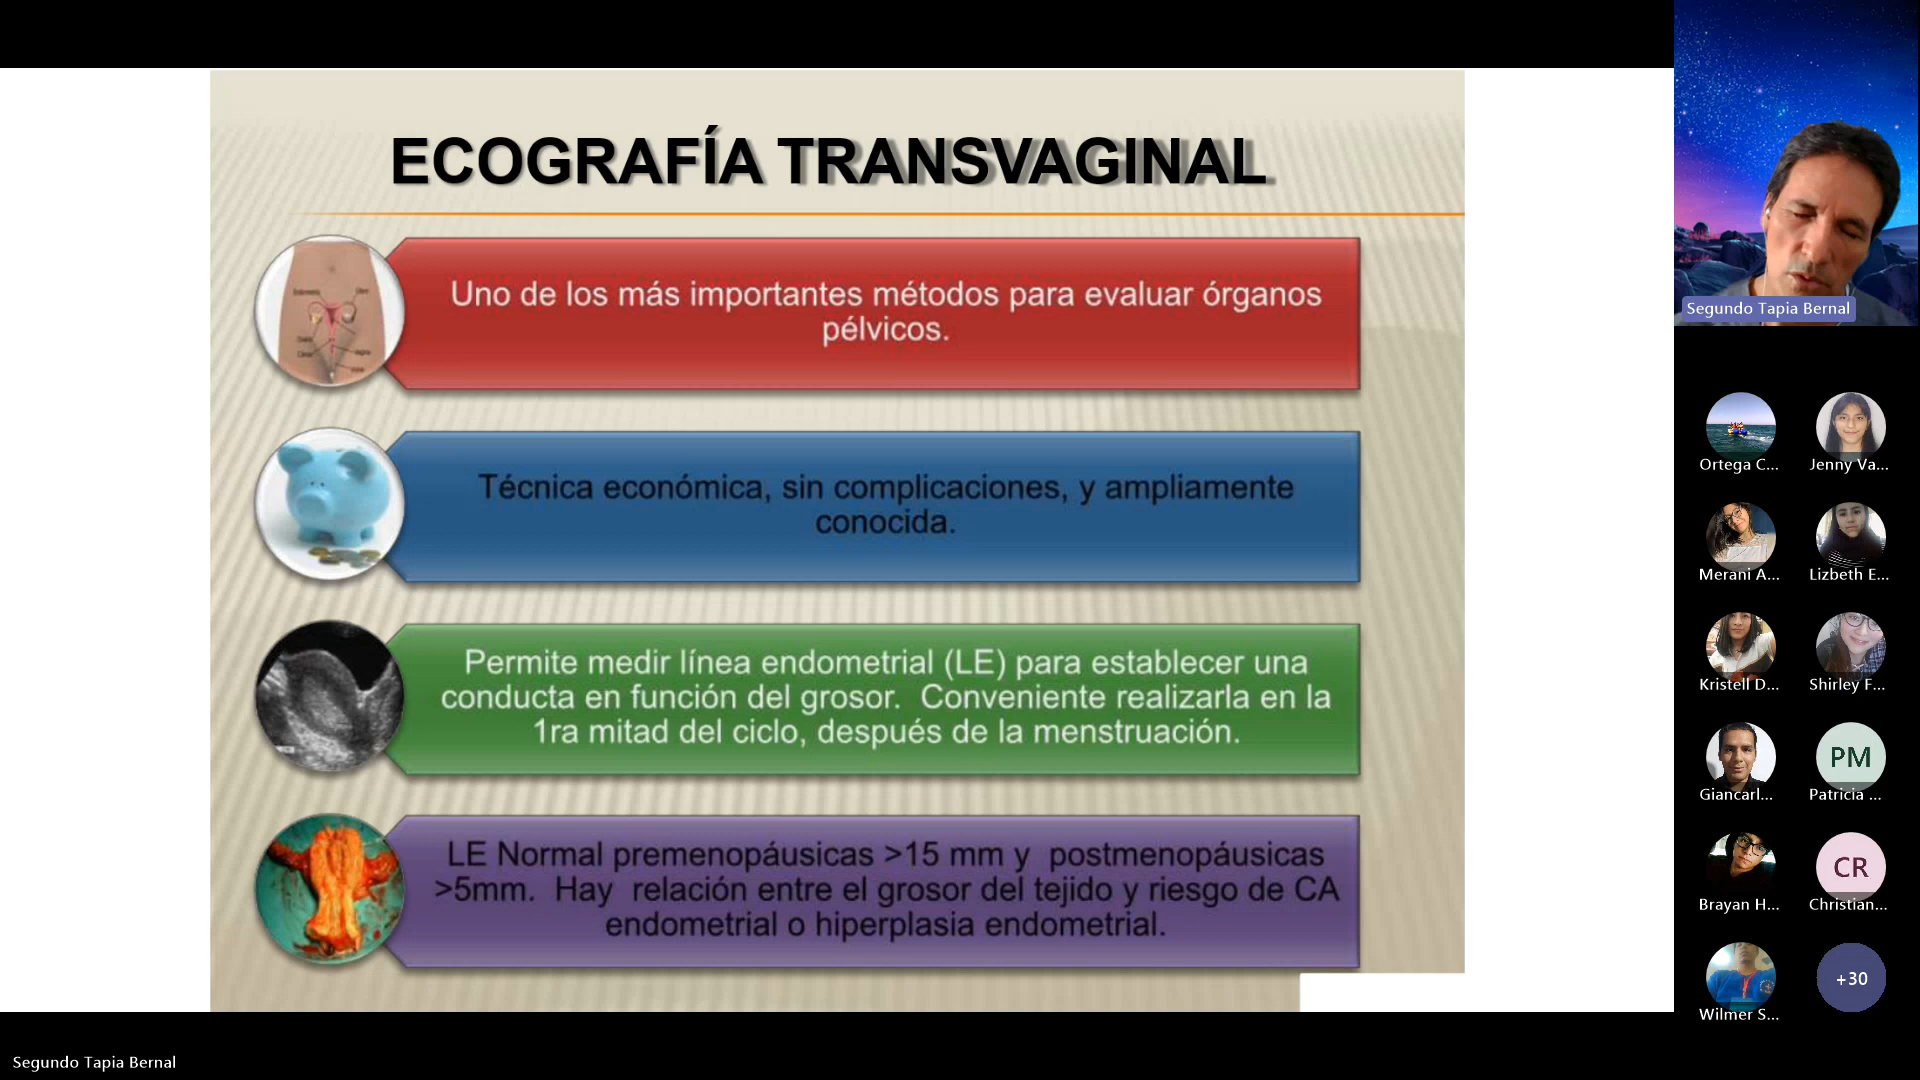 ECOGRAFÍA TRANSVAGINAL
Uno de los más importantes métodos para evaluar órganos
pélvicos.
Técnica económica, sin complicaciones, y ampliamente
conocida.
Permite medir línea endometrial (LE) para establecer una
conducta en función del grosor. Conveniente realizarla en la
1ra mitad del ciclo, después de la menstruación.
LE Normal premenopáusicas >15 mm y postmenopáusicas
>5mm. Hay relación entre el grosor del tejido y riesgo de CA
endometrial o hiperplasia endometrial.
Segundo Tapia Bernal
Ortega C...
Jenny Va...
Merani A...
Lizbeth E...
Kristell D...
Shirley F...
Giancarl...
PM
Patricia ...
Brayan H...
CR
Christian...
Wilmer S...
+30
Segundo Tapia Bernal